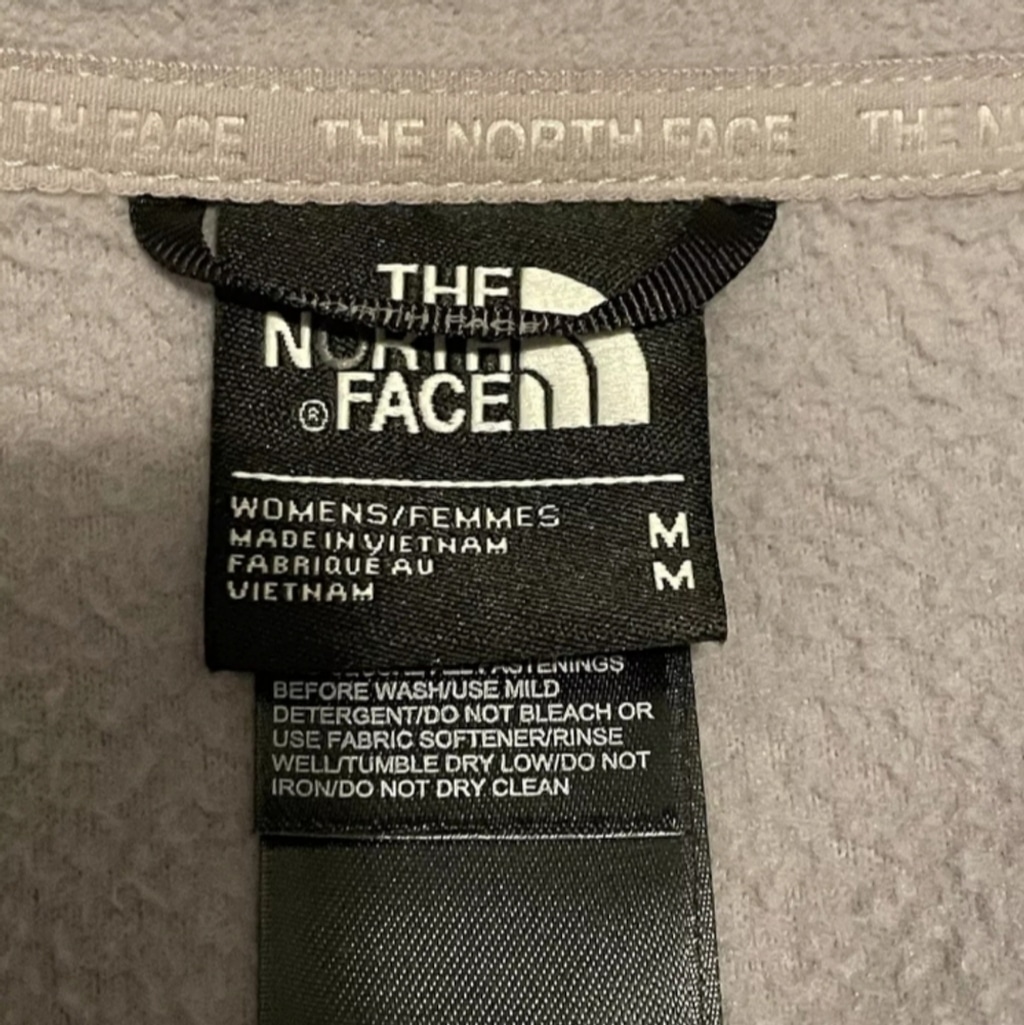 TH FACE THE NORTH FACE THE N
THE
NORTH
® FACE
WOMENS/FEMMES M
MADE IN VIETNAM
FABRIQUÉ AU M
VIETNAM
FASTENINGS
BEFORE WASH/USE MILD
DETERGENT/DO NOT BLEACH OR
USE FABRIC SOFTENER/RINSE
WELL/TUMBLE DRY LOW/DO NOT
IRON/DO NOT DRY CLEAN